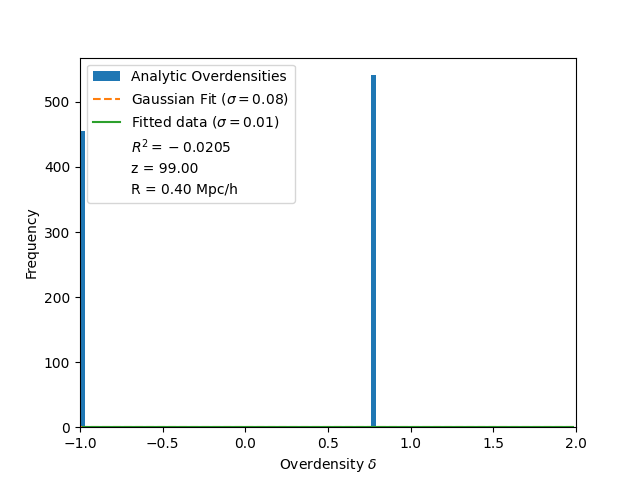 Analytic Overdensities
Gaussian Fit (σ = 0.08)
Fitted data (σ = 0.01)
R² = − 0.0205
z = 99.00
R = 0.40 Mpc/h
500
400
300
200
100
0
Frequency
−1.0 −0.5 0.0 0.5 1.0 1.5 2.0
Overdensity δ